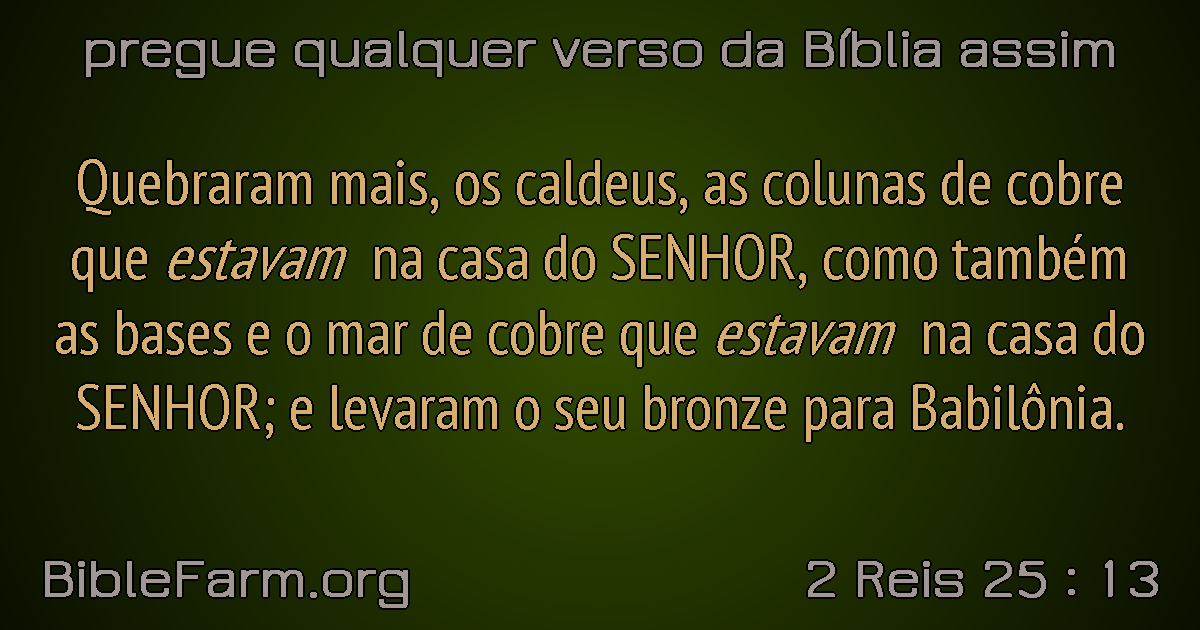 pregue qualquer verso da Bíblia assim
Quebraram mais, os caldeus, as colunas de cobre
que estavam na casa do SENHOR, como também
as bases e o mar de cobre que estavam na casa do
SENHOR; e levaram o seu bronze para Babilônia.
BibleFarm.org
2 Reis 25 : 13